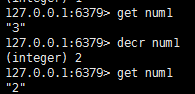 127.0.0.1:6379> get num1
"3"
127.0.0.1:6379> decr num1
(integer) 2
127.0.0.1:6379> get num1
"2"